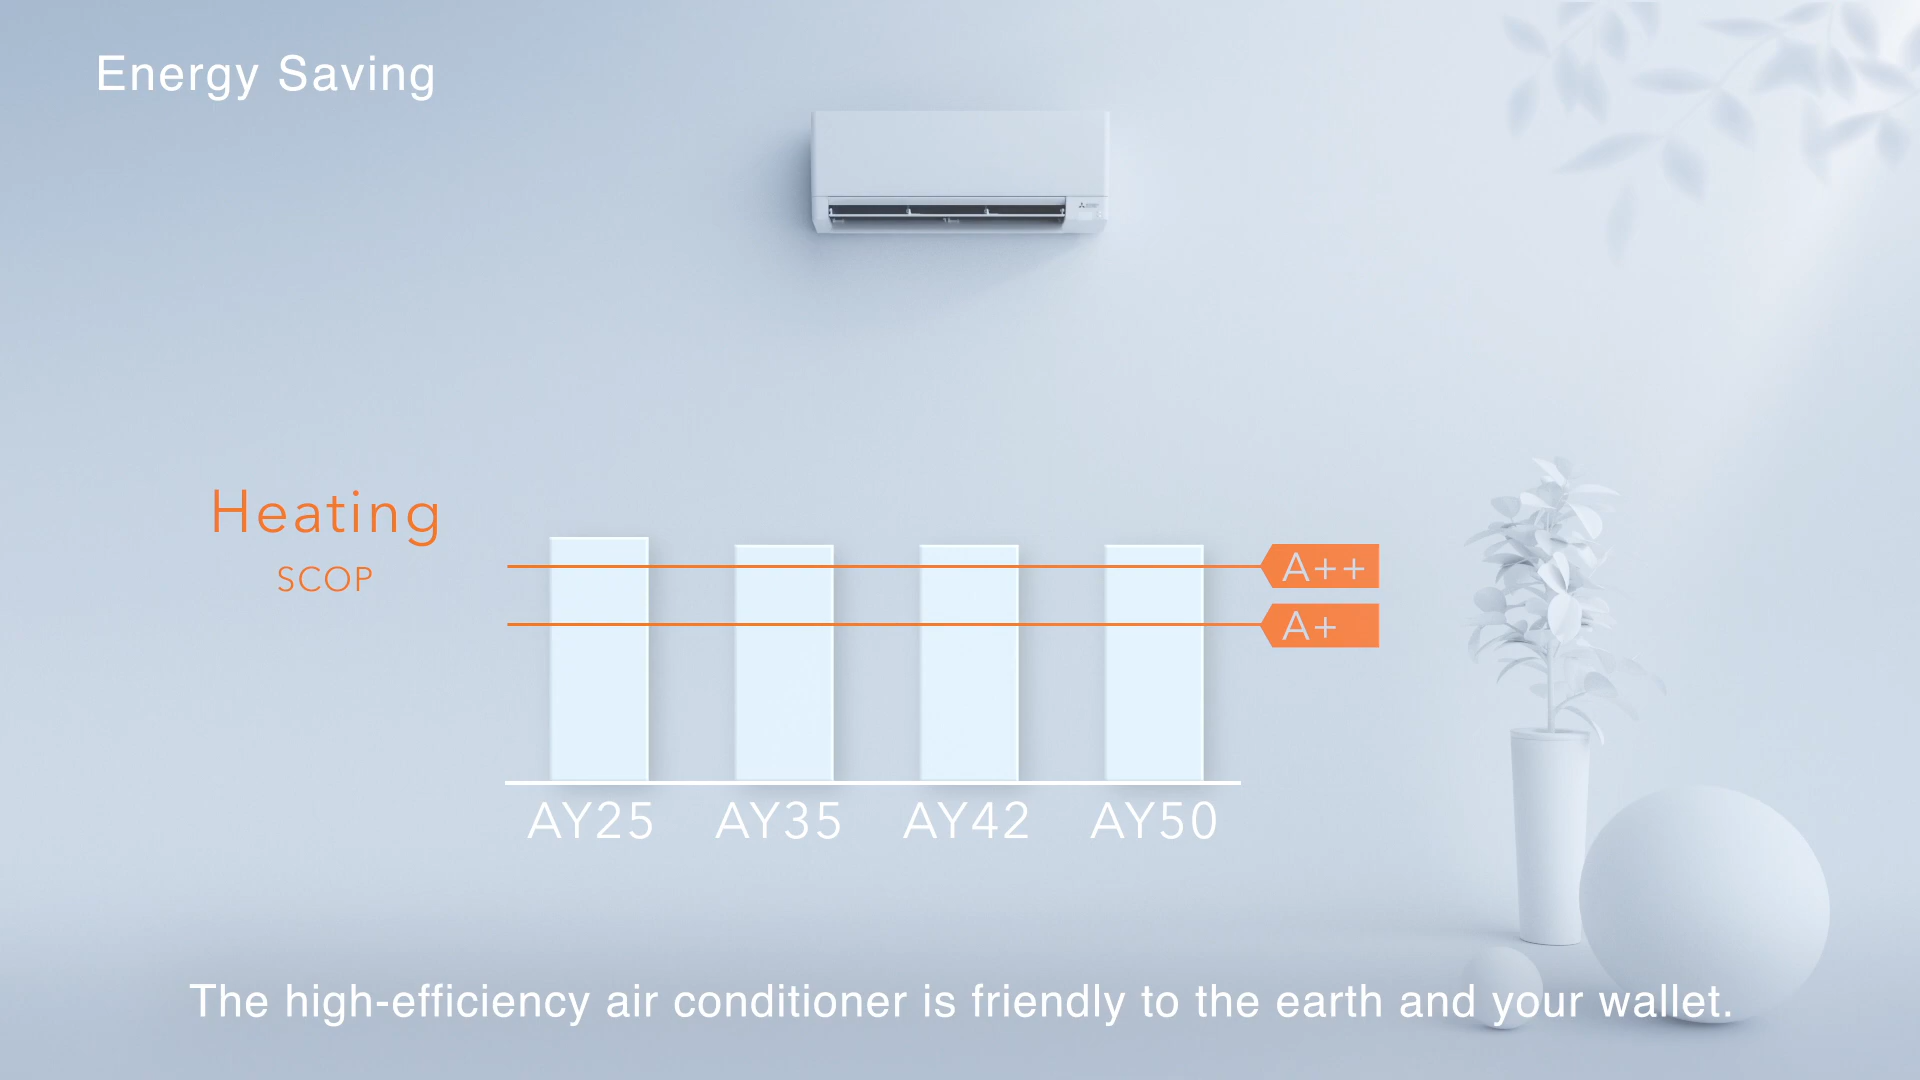 Energy Saving
Heating
SCOP
A++
A+
AY25 AY35 AY42 AY50
The high-efficiency air conditioner is friendly to the earth and your wallet.